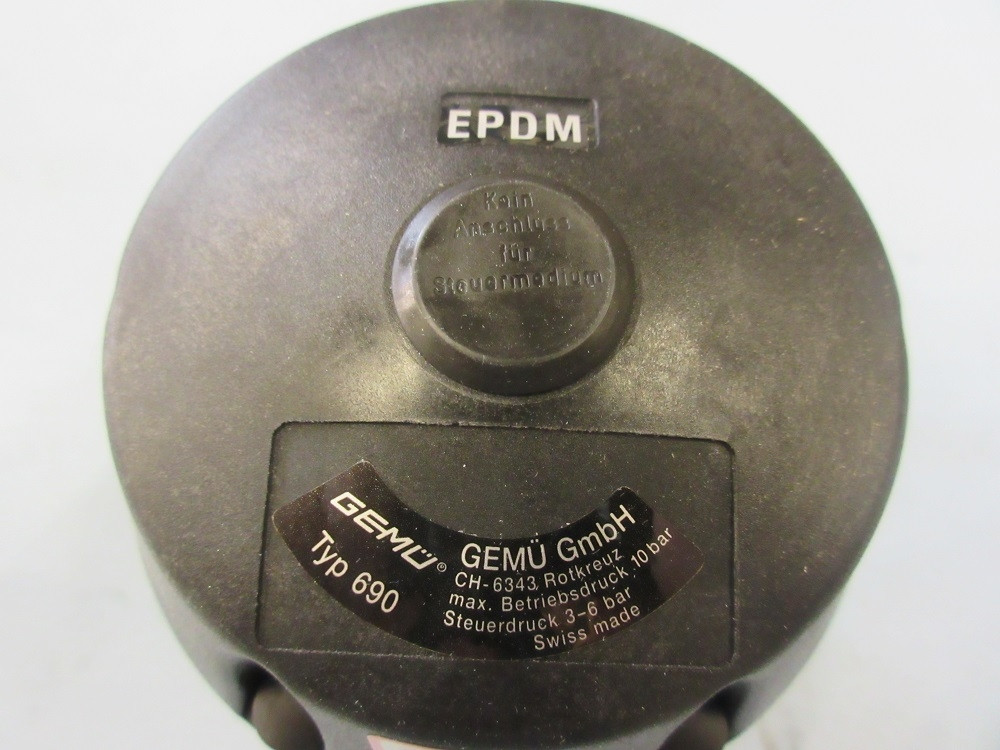 EPDM
Kein
Anschluss
für
Steuermedium
GEMÜ®
Typ 690
GEMÜ GmbH
CH-6343 Rotkreuz
max. Betriebsdruck 10 bar
Steuerdruck 3-6 bar
Swiss made